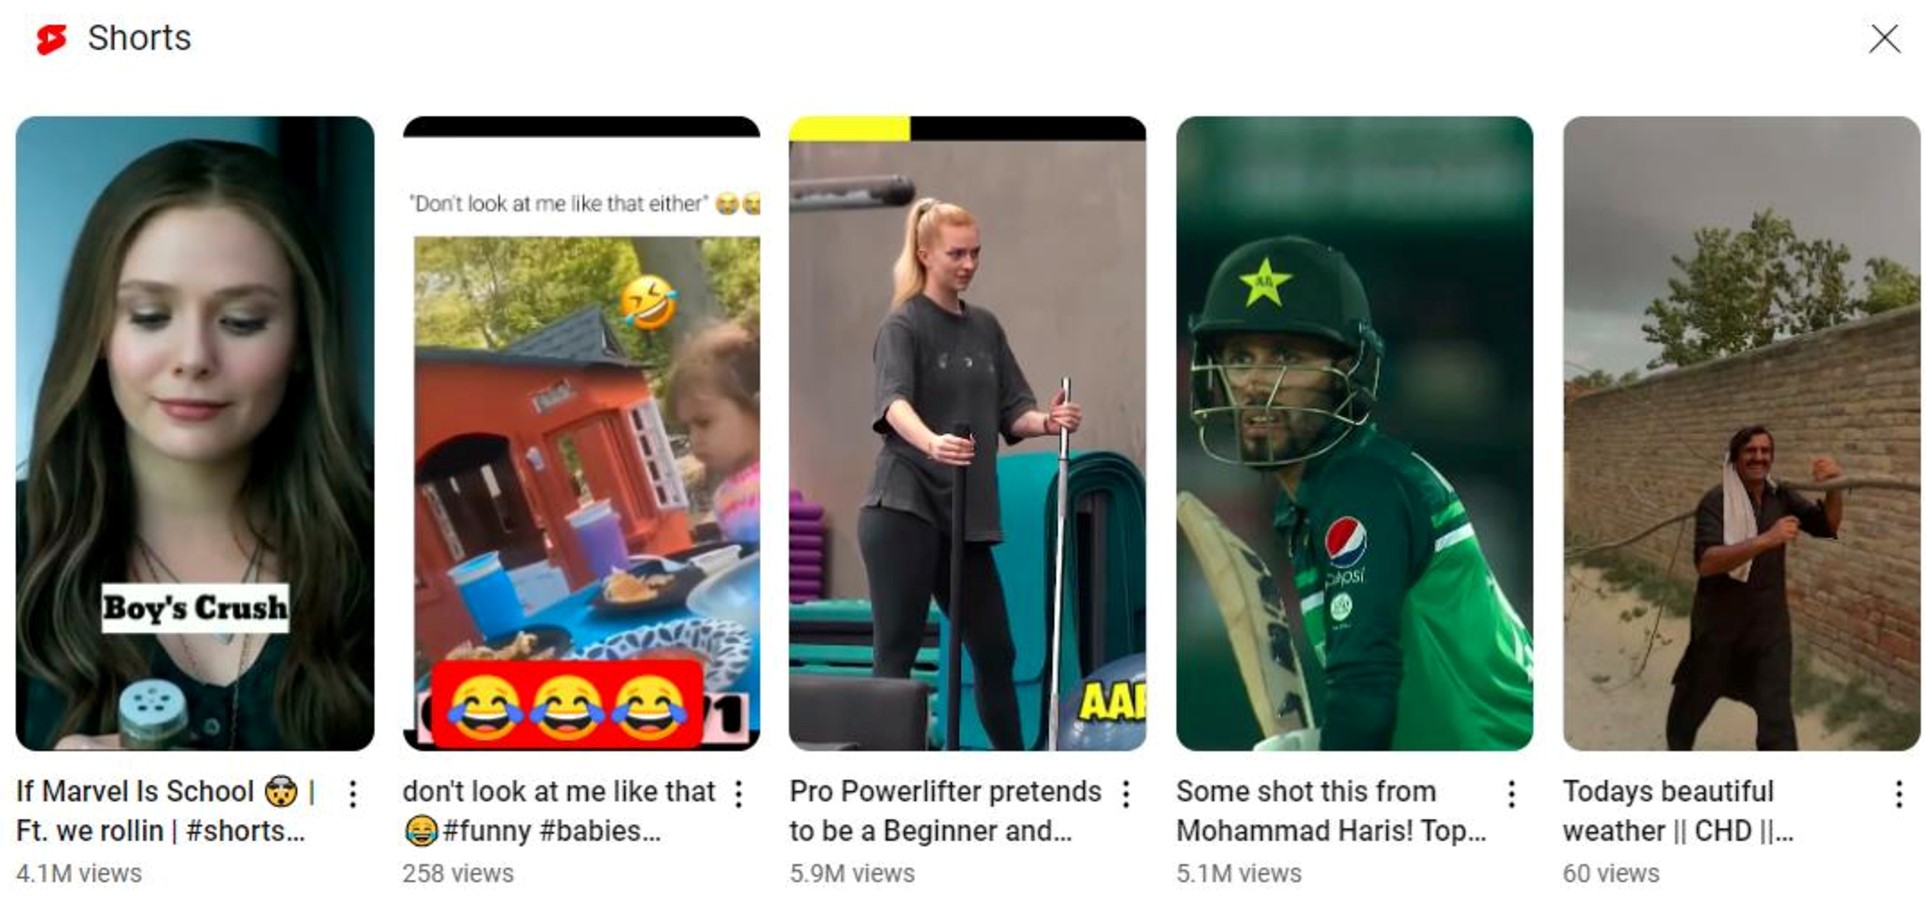 Shorts
"Don't look at me like that either" 😂
Boy's Crush
pepsi
AA
If Marvel Is School 🤯 |
Ft. we rollin | #shorts...
4.1M views
don't look at me like that
😂#funny #babies...
258 views
Pro Powerlifter pretends
to be a Beginner and...
5.9M views
Some shot this from
Mohammad Haris! Top...
5.1M views
Todays beautiful
weather || CHD ||...
60 views